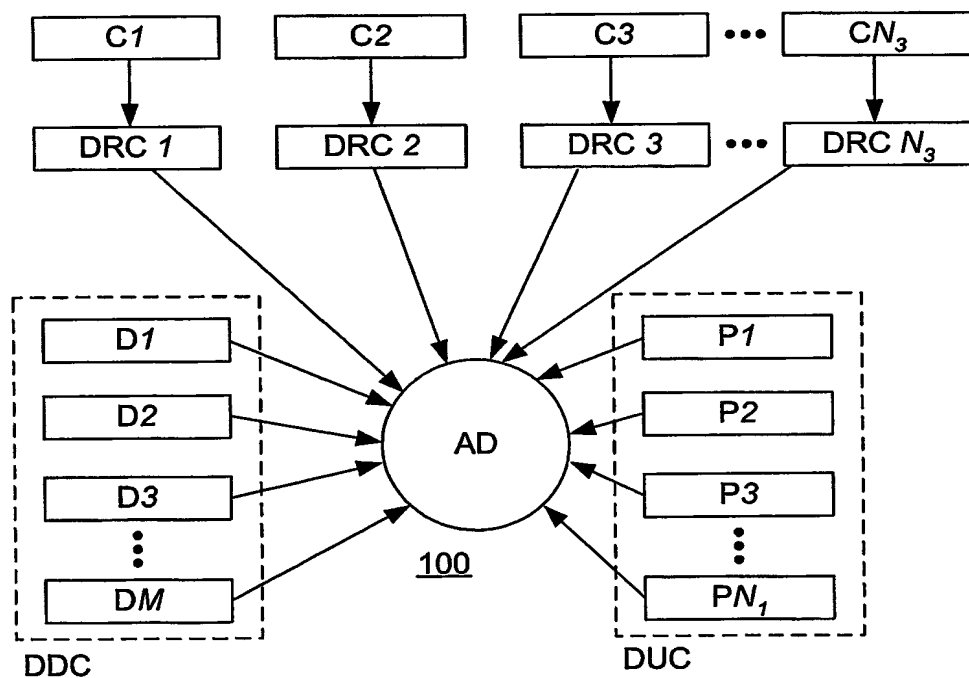 C1 C2 C3 ••• CN₃
DRC 1 DRC 2 DRC 3 ••• DRC N₃
D1
D2
D3
DM
DDC
AD
100
P1
P2
P3
PN₁
DUC